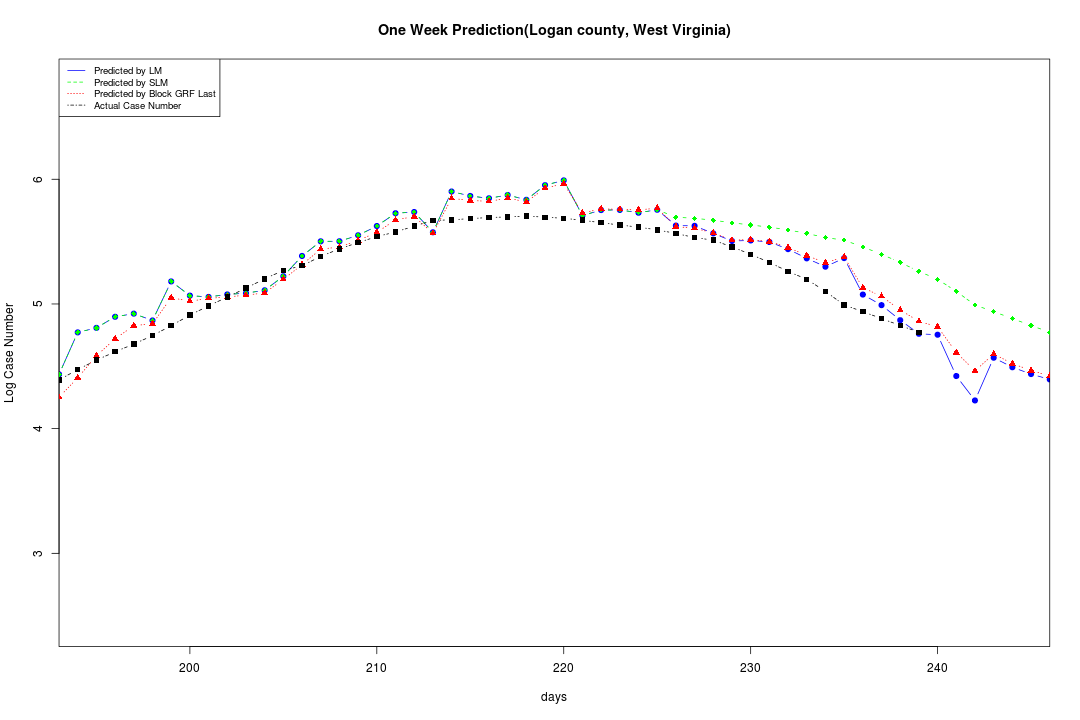 One Week Prediction(Logan county, West Virginia)
Predicted by LM
Predicted by SLM
Predicted by Block GRF Last
Actual Case Number
6
5
4
3
Log Case Number
200
210
220
230
240
days